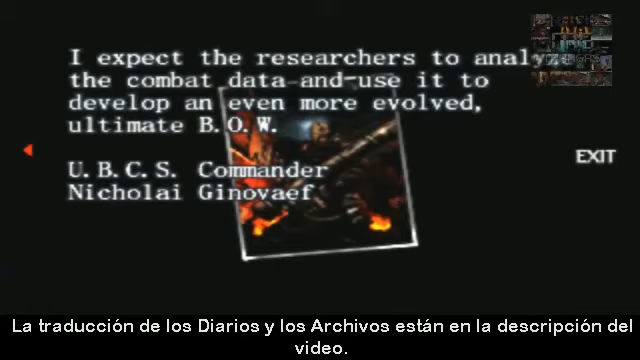 I expect the researchers to analyze
the combat data and use it to
develop an even more evolved,
ultimate B.O.W.
U.B.C.S. Commander
Nicholai Ginovaef
EXIT
La traducción de los Diarios y los Archivos están en la descripción del
video.